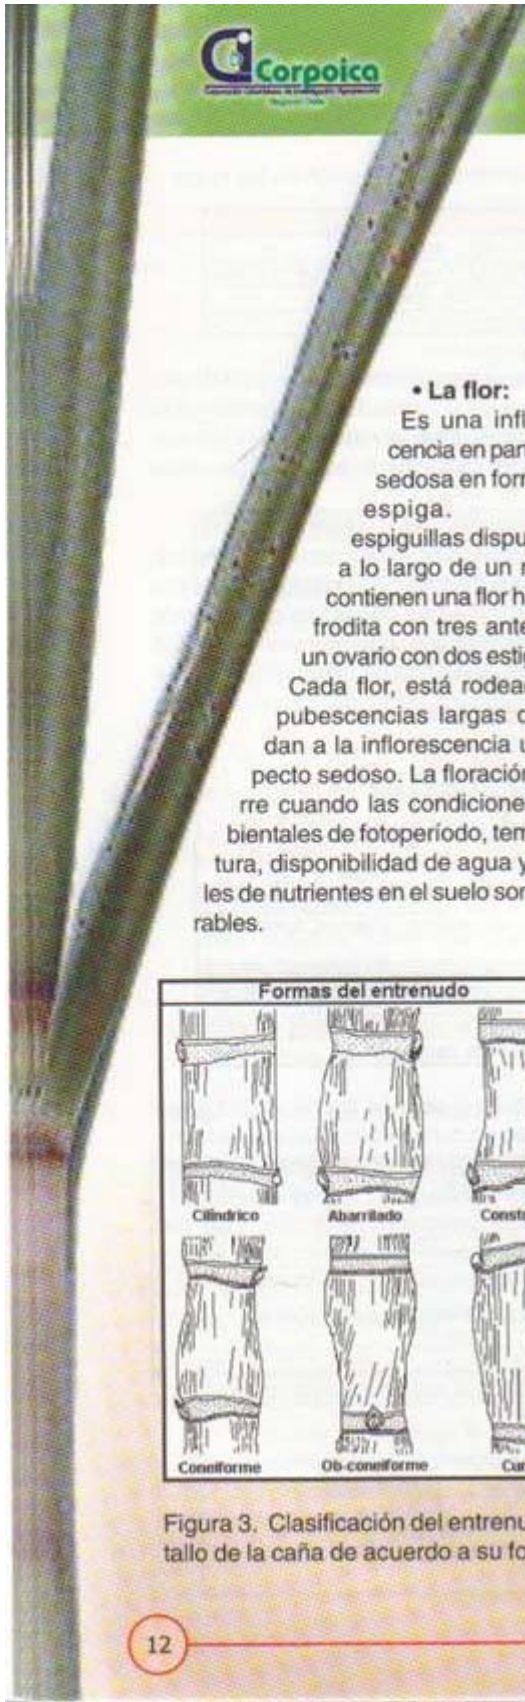 Corpoica
• La flor:
Es una infl
cencia en pan
sedosa en form
espiga.
espiguillas dispu
a lo largo de un r
contienen una flor h
frodita con tres ante
un ovario con dos estig
Cada flor, está rodea
pubescencias largas
dan a la inflorescencia u
pecto sedoso. La floración
rre cuando las condicione
bientales de fotoperíodo, tem
tura, disponibilidad de agua y
les de nutrientes en el suelo son
rables.
Formas del entrenudo
Cilíndrico Abarrilado Constr
Coneiforme Ob-coneiforme Cur
Figura 3. Clasificación del entrenu
tallo de la caña de acuerdo a su fo
12